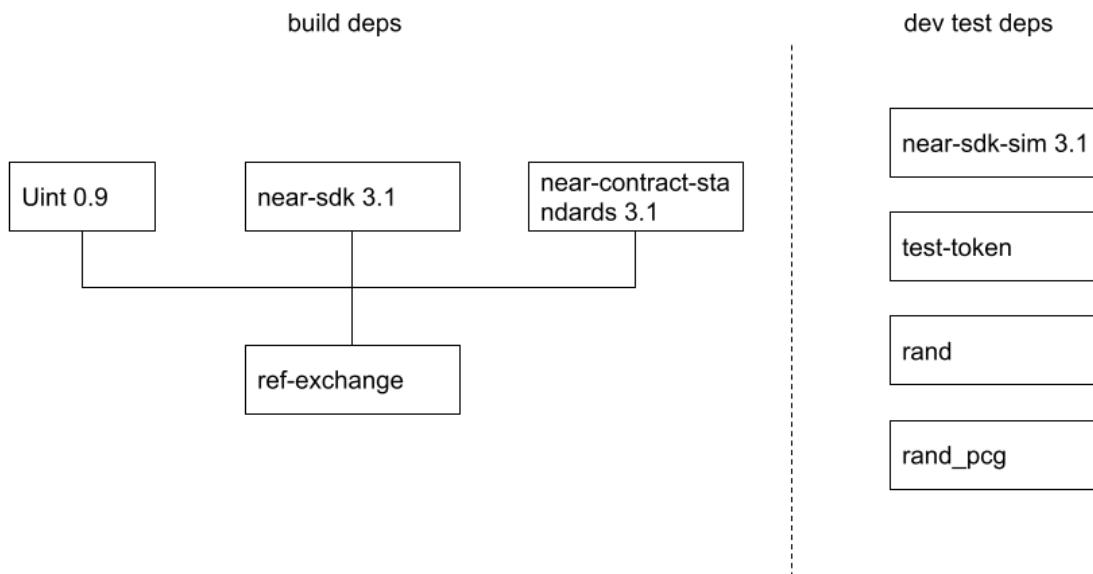 build deps
dev test deps
Uint 0.9
near-sdk 3.1
near-contract-sta
ndards 3.1
ref-exchange
near-sdk-sim 3.1
test-token
rand
rand_pcg